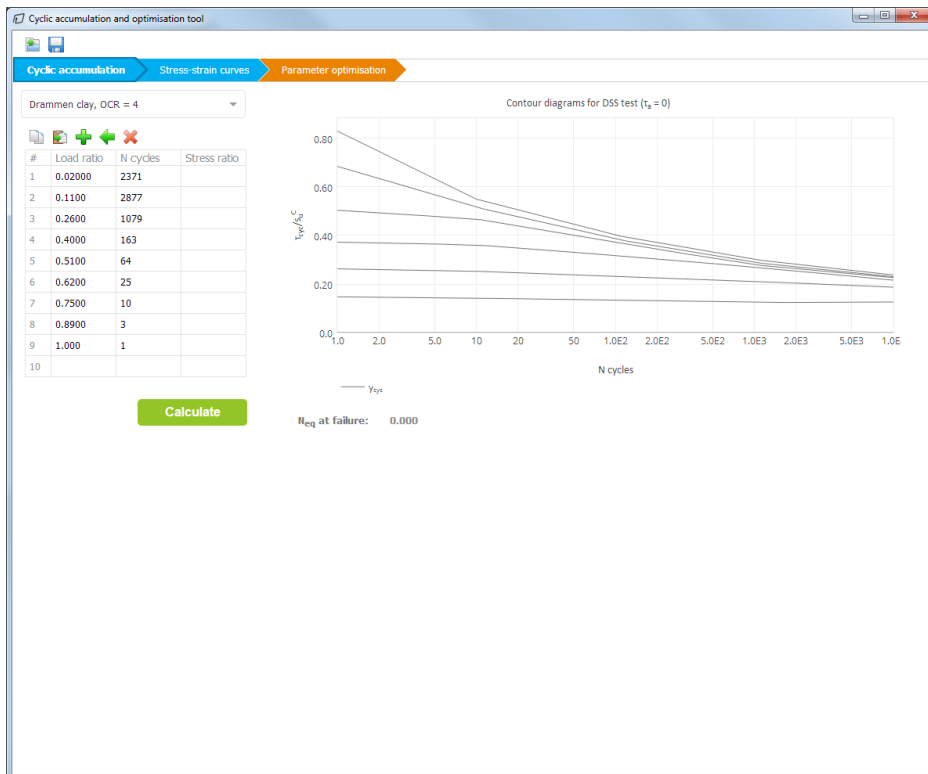 Cyclic accumulation and optimisation tool
Cyclic accumulation Stress-strain curves Parameter optimisation
Drammen clay, OCR = 4
# Load ratio N cycles Stress ratio
1 0.02000 2371
2 0.1100 2877
3 0.2600 1079
4 0.4000 163
5 0.5100 64
6 0.6200 25
7 0.7500 10
8 0.8900 3
9 1.000 1
10
Calculate
Contour diagrams for DSS test (τa = 0)
τcyc/suC
0.80
0.60
0.40
0.20
0.0
1.0 2.0 5.0 10 20 50 1.0E2 2.0E2 5.0E2 1.0E3 2.0E3 5.0E3 1.0E
N cycles
γcyc
Neq at failure: 0.000